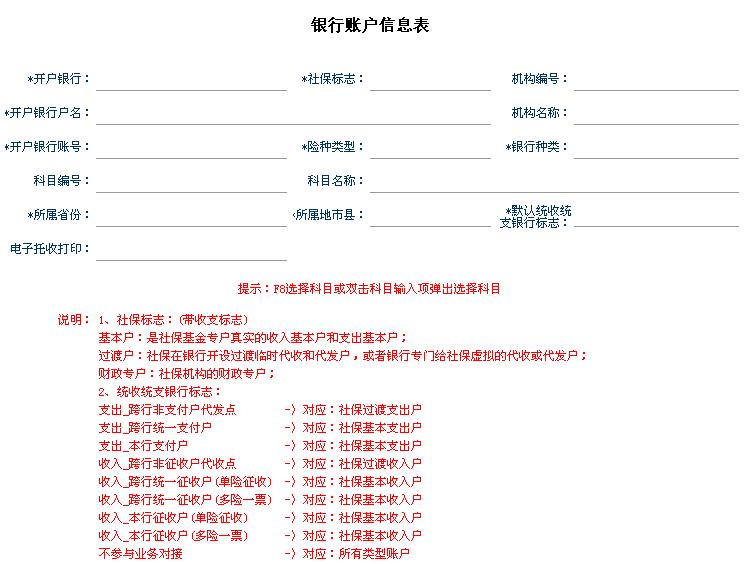 银行账户信息表
*开户银行： *社保标志： 机构编号：
*开户银行户名： 机构名称：
*开户银行账号： *险种类型： *银行种类：
科目编号： 科目名称：
*所属省份： 所属地市县： *默认统收统
支银行标志：
电子托收打印：
提示：F8选择科目或双击科目输入项弹出选择科目
说明： 1、社保标志：(带收支标志)
基本户：是社保基金专户真实的收入基本户和支出基本户；
过渡户：社保在银行开设过渡临时代收和代发户，或者银行专门给社保虚拟的代收或代发户；
财政专户：社保机构的财政专户；
2、统收统支银行标志：
支出_跨行非支付户代发点 -〉对应：社保过渡支出户
支出_跨行统一支付户 -〉对应：社保基本支出户
支出_本行支付户 -〉对应：社保基本支出户
收入_跨行非征收户代收点 -〉对应：社保过渡收入户
收入_跨行统一征收户(单险征收) -〉对应：社保基本收入户
收入_跨行统一征收户(多险一票) -〉对应：社保基本收入户
收入_本行征收户(单险征收) -〉对应：社保基本收入户
收入_本行征收户(多险一票) -〉对应：社保基本收入户
不参与业务对接 -〉对应：所有类型账户